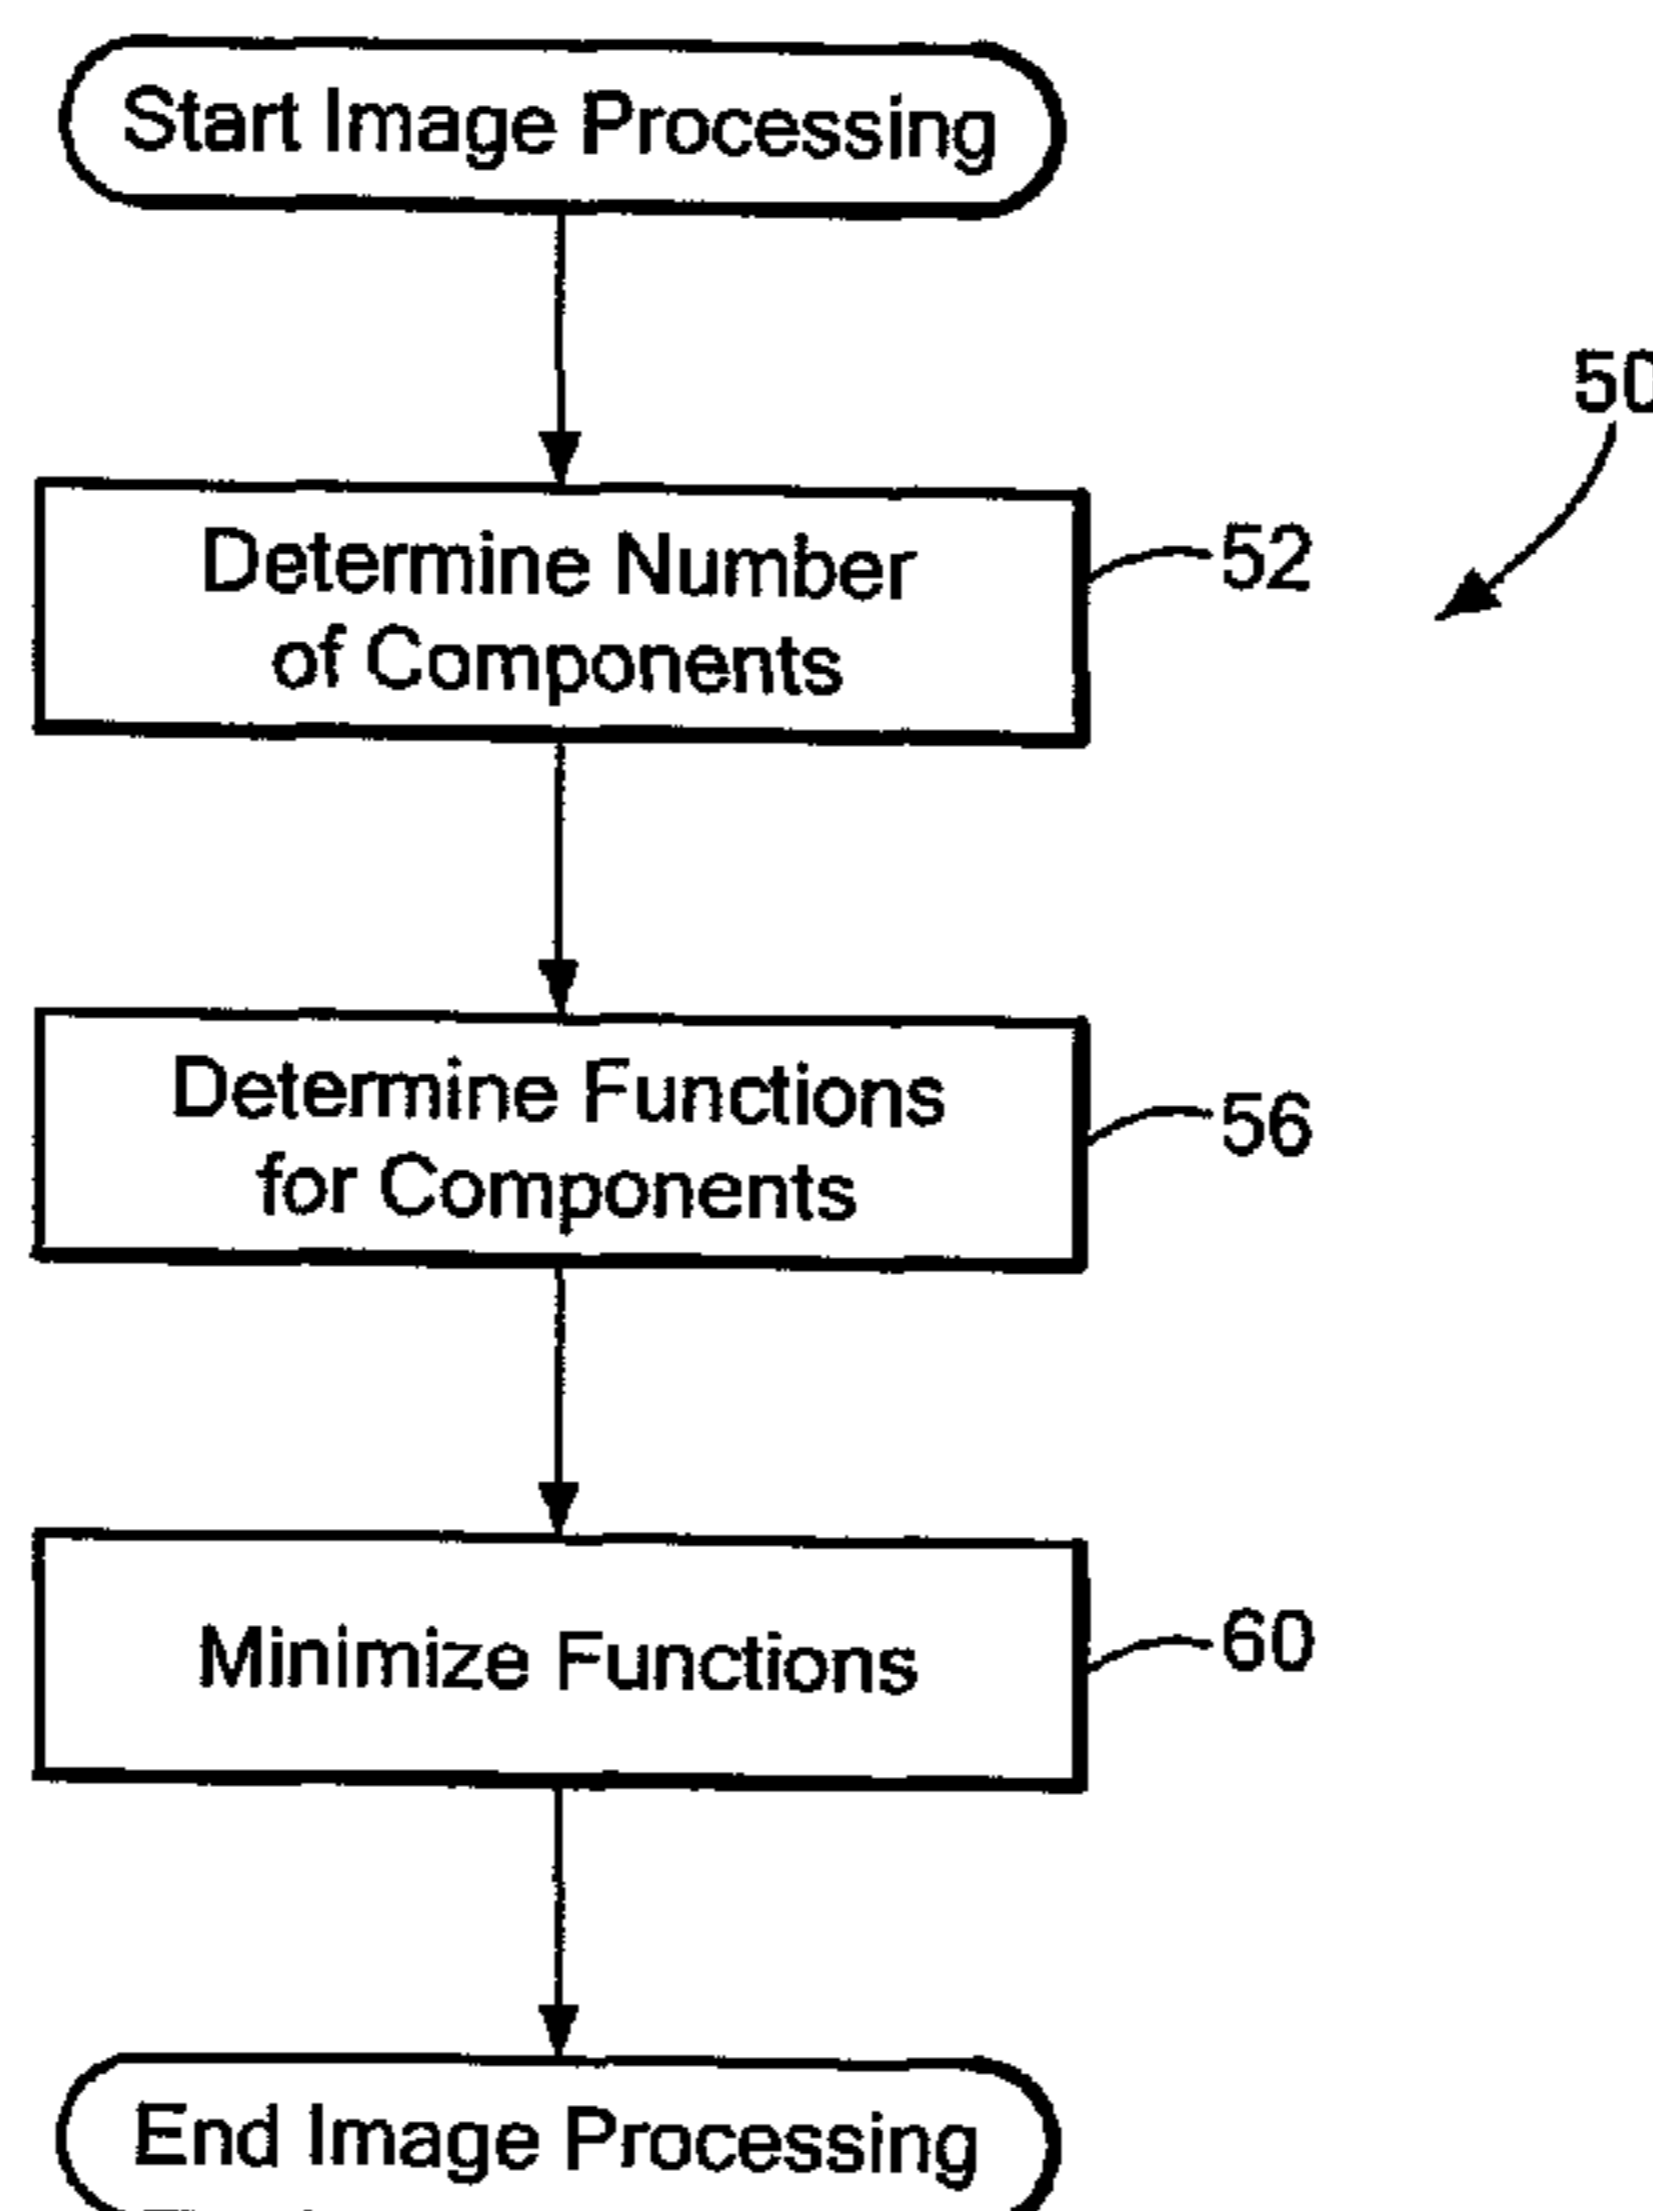 Start Image Processing
50
Determine Number
of Components
52
Determine Functions
for Components
56
Minimize Functions
60
End Image Processing